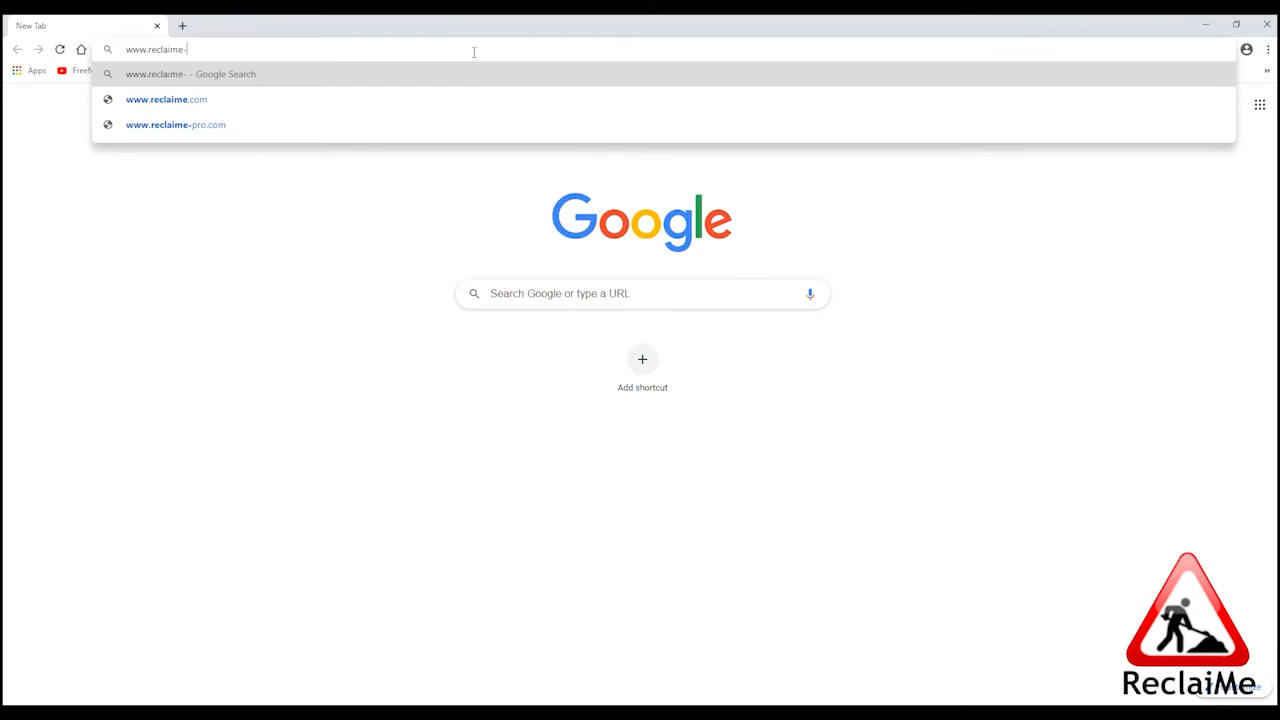 New Tab
www.reclaime-
Apps
FreeN
www.reclaime- - Google Search
www.reclaime.com
www.reclaime-pro.com
Google
Search Google or type a URL
Add shortcut
ReclaiMe